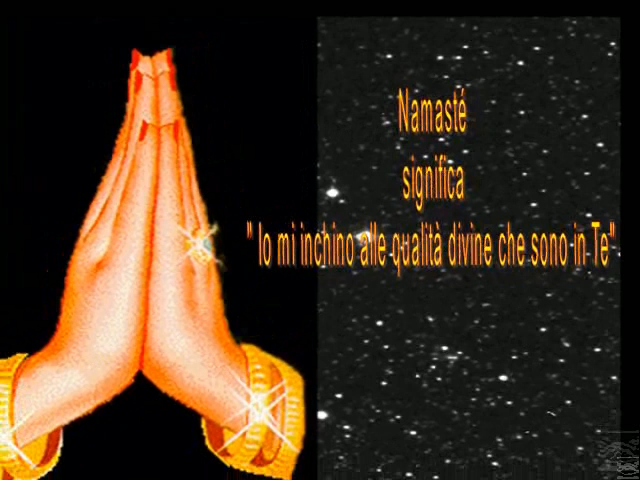 Namasté
significa
" Io mi inchino alle qualità divine che sono in Te"